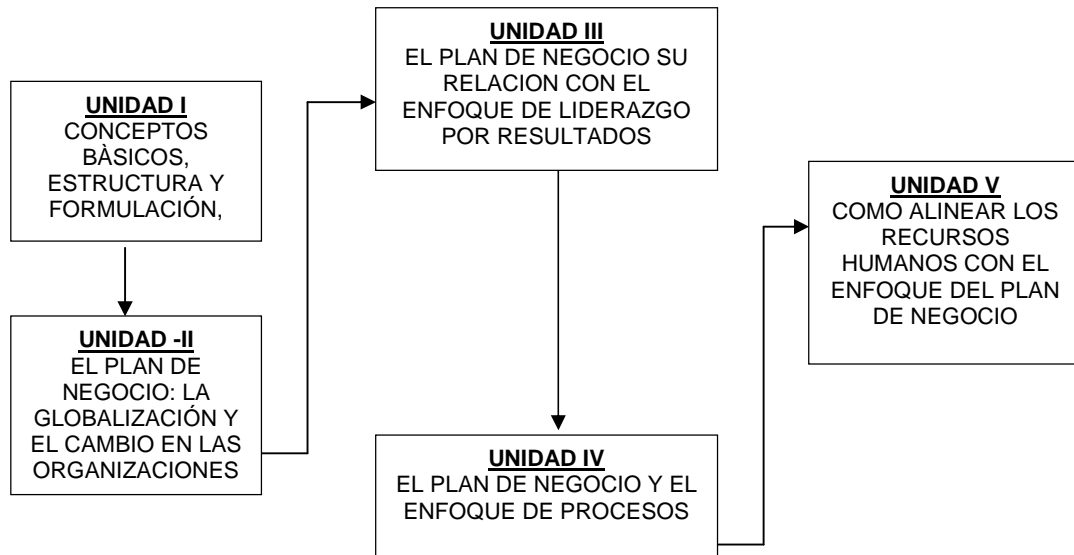 UNIDAD I
CONCEPTOS
BÀSICOS,
ESTRUCTURA Y
FORMULACIÓN,
UNIDAD -II
EL PLAN DE
NEGOCIO: LA
GLOBALIZACIÓN Y
EL CAMBIO EN LAS
ORGANIZACIONES
UNIDAD III
EL PLAN DE NEGOCIO SU
RELACION CON EL
ENFOQUE DE LIDERAZGO
POR RESULTADOS
UNIDAD IV
EL PLAN DE NEGOCIO Y EL
ENFOQUE DE PROCESOS
UNIDAD V
COMO ALINEAR LOS
RECURSOS
HUMANOS CON EL
ENFOQUE DEL PLAN
DE NEGOCIO